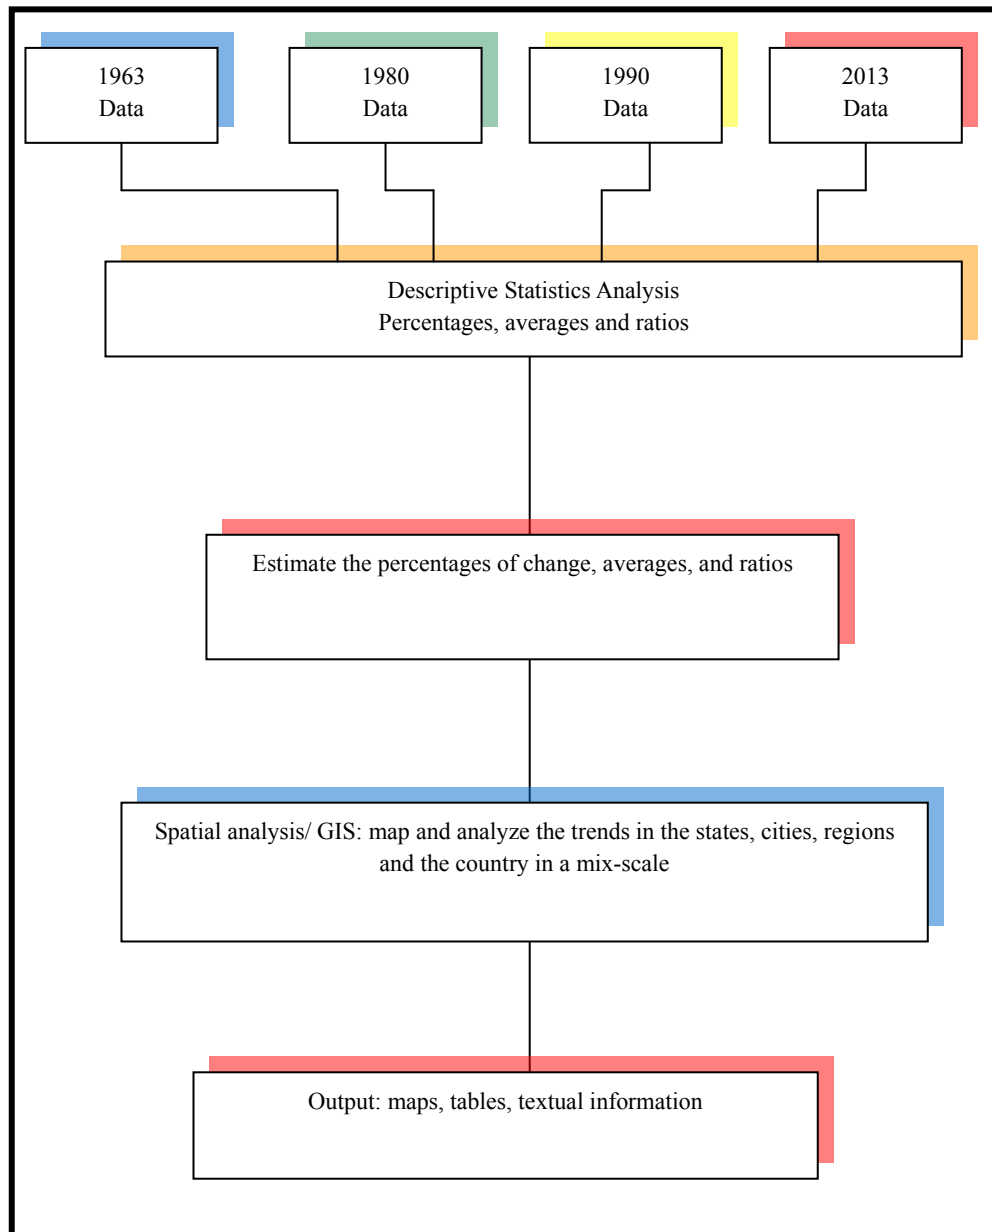 1963
Data
1980
Data
1990
Data
2013
Data
Descriptive Statistics Analysis
Percentages, averages and ratios
Estimate the percentages of change, averages, and ratios
Spatial analysis/ GIS: map and analyze the trends in the states, cities, regions
and the country in a mix-scale
Output: maps, tables, textual information